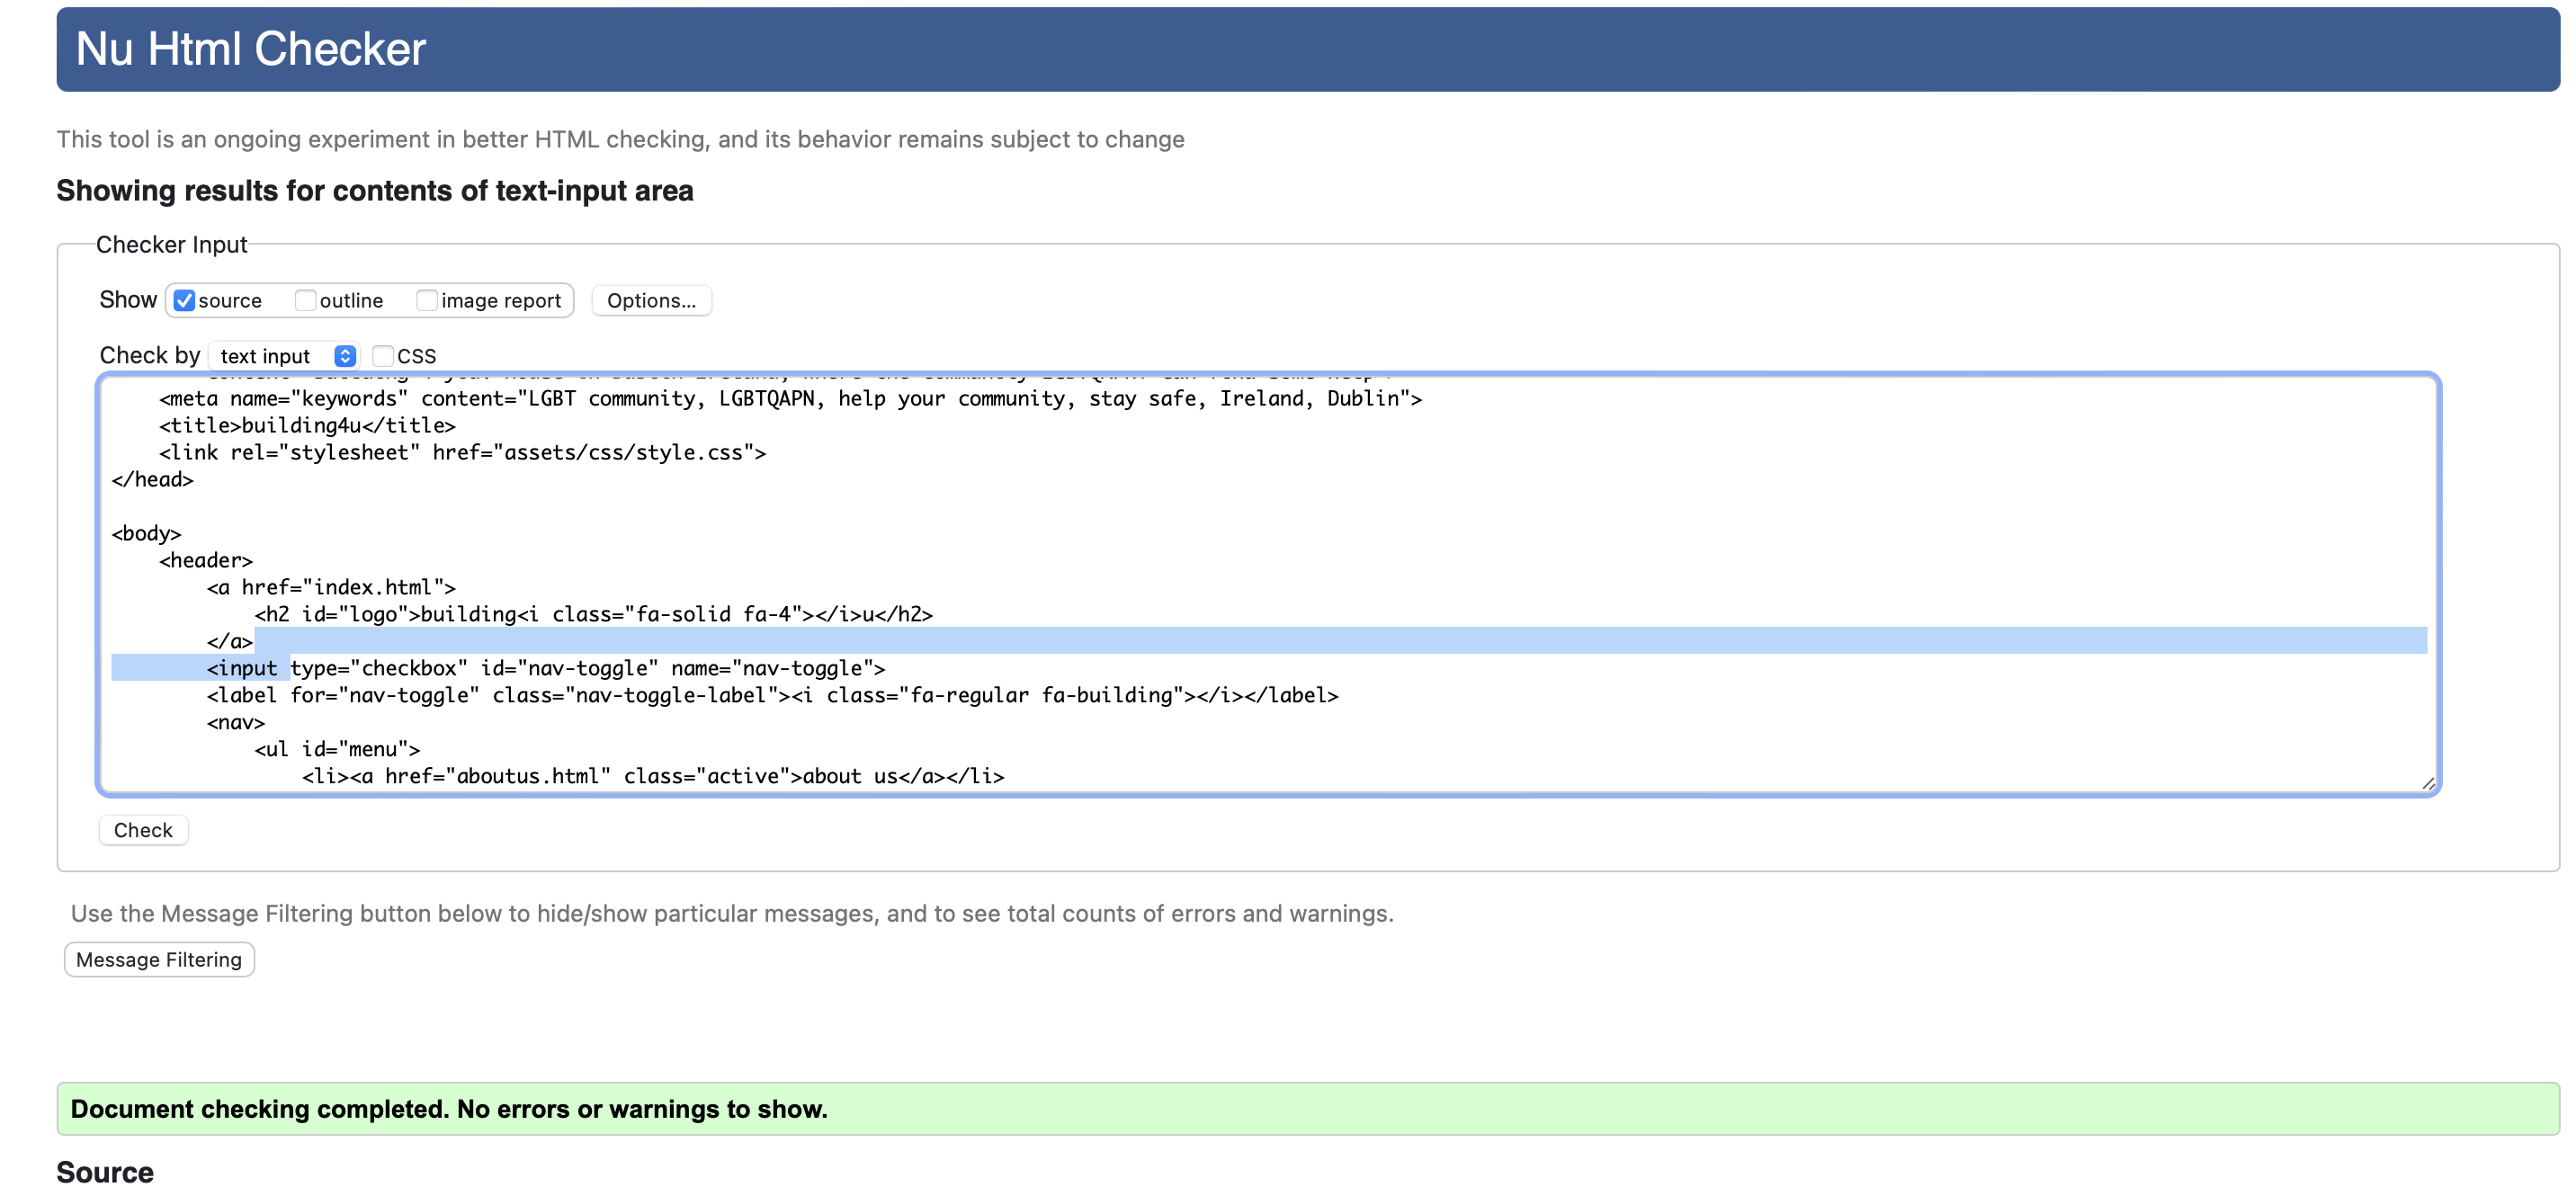 Nu Html Checker
This tool is an ongoing experiment in better HTML checking, and its behavior remains subject to change
Showing results for contents of text-input area
Checker Input
Show source outline image report Options...
Check by text input CSS
<meta name="keywords" content="LGBT community, LGBTQAPN, help your community, stay safe, Ireland, Dublin">
<title>building4u</title>
<link rel="stylesheet" href="assets/css/style.css">
</head>
<body>
<header>
<a href="index.html">
<h2 id="logo">building<i class="fa-solid fa-4"></i>u</h2>
</a>
<input type="checkbox" id="nav-toggle" name="nav-toggle">
<label for="nav-toggle" class="nav-toggle-label"><i class="fa-regular fa-building"></i></label>
<nav>
<ul id="menu">
<li><a href="aboutus.html" class="active">about us</a></li>
Check
Use the Message Filtering button below to hide/show particular messages, and to see total counts of errors and warnings.
Message Filtering
Document checking completed. No errors or warnings to show.
Source